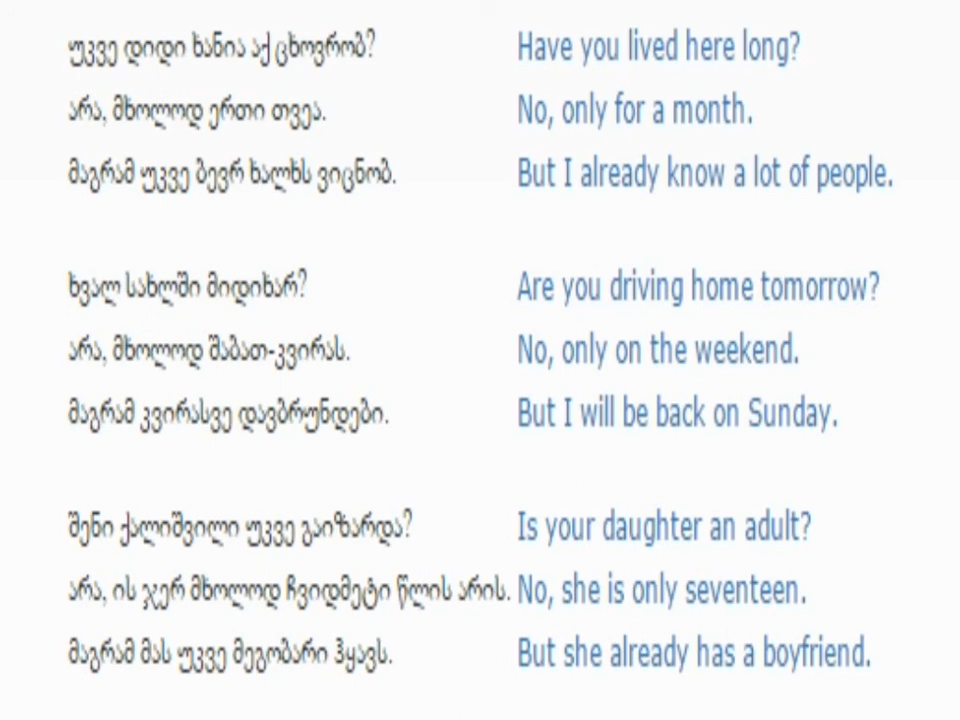 უკვე დიდი ხანია აქ ცხოვრობ? Have you lived here long?
არა, მხოლოდ ერთი თვეა. No, only for a month.
მაგრამ უკვე ბევრ ხალხს ვიცნობ. But I already know a lot of people.
ხვალ სახლში მიდიხარ? Are you driving home tomorrow?
არა, მხოლოდ შაბათ-კვირას. No, only on the weekend.
მაგრამ კვირასვე დავბრუნდები. But I will be back on Sunday.
შენი ქალიშვილი უკვე გაიზარდა? Is your daughter an adult?
არა, ის ჯერ მხოლოდ ჩვიდმეტი წლის არის. No, she is only seventeen.
მაგრამ მას უკვე მეგობარი ჰყავს. But she already has a boyfriend.